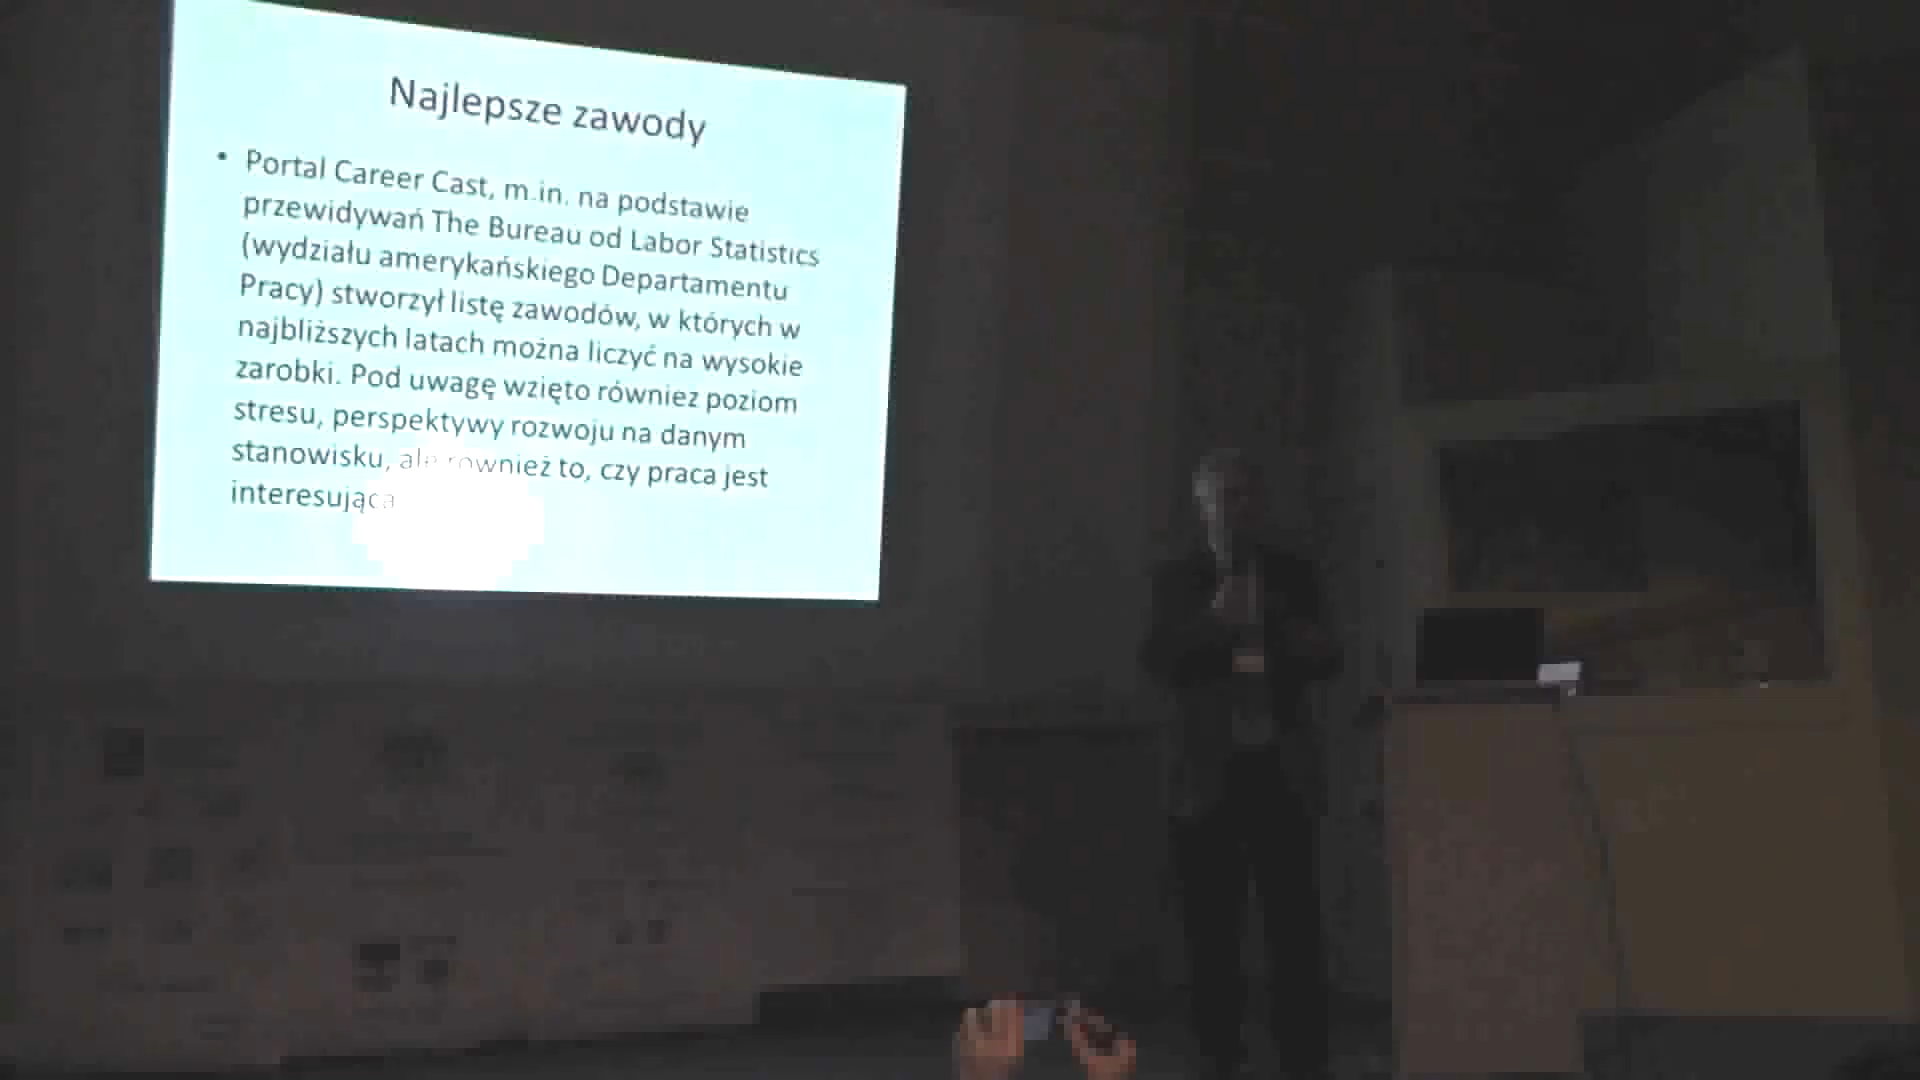 Najlepsze zawody
• Portal Career Cast, m.in. na podstawie
przewidywań The Bureau od Labor Statistics
(wydziału amerykańskiego Departamentu
Pracy) stworzył listę zawodów, w których w
najbliższych latach można liczyć na wysokie
zarobki. Pod uwagę wzięto równiez poziom
stresu, perspektywy rozwoju na danym
stanowisku, ale rownież to, czy praca jest
interesująca